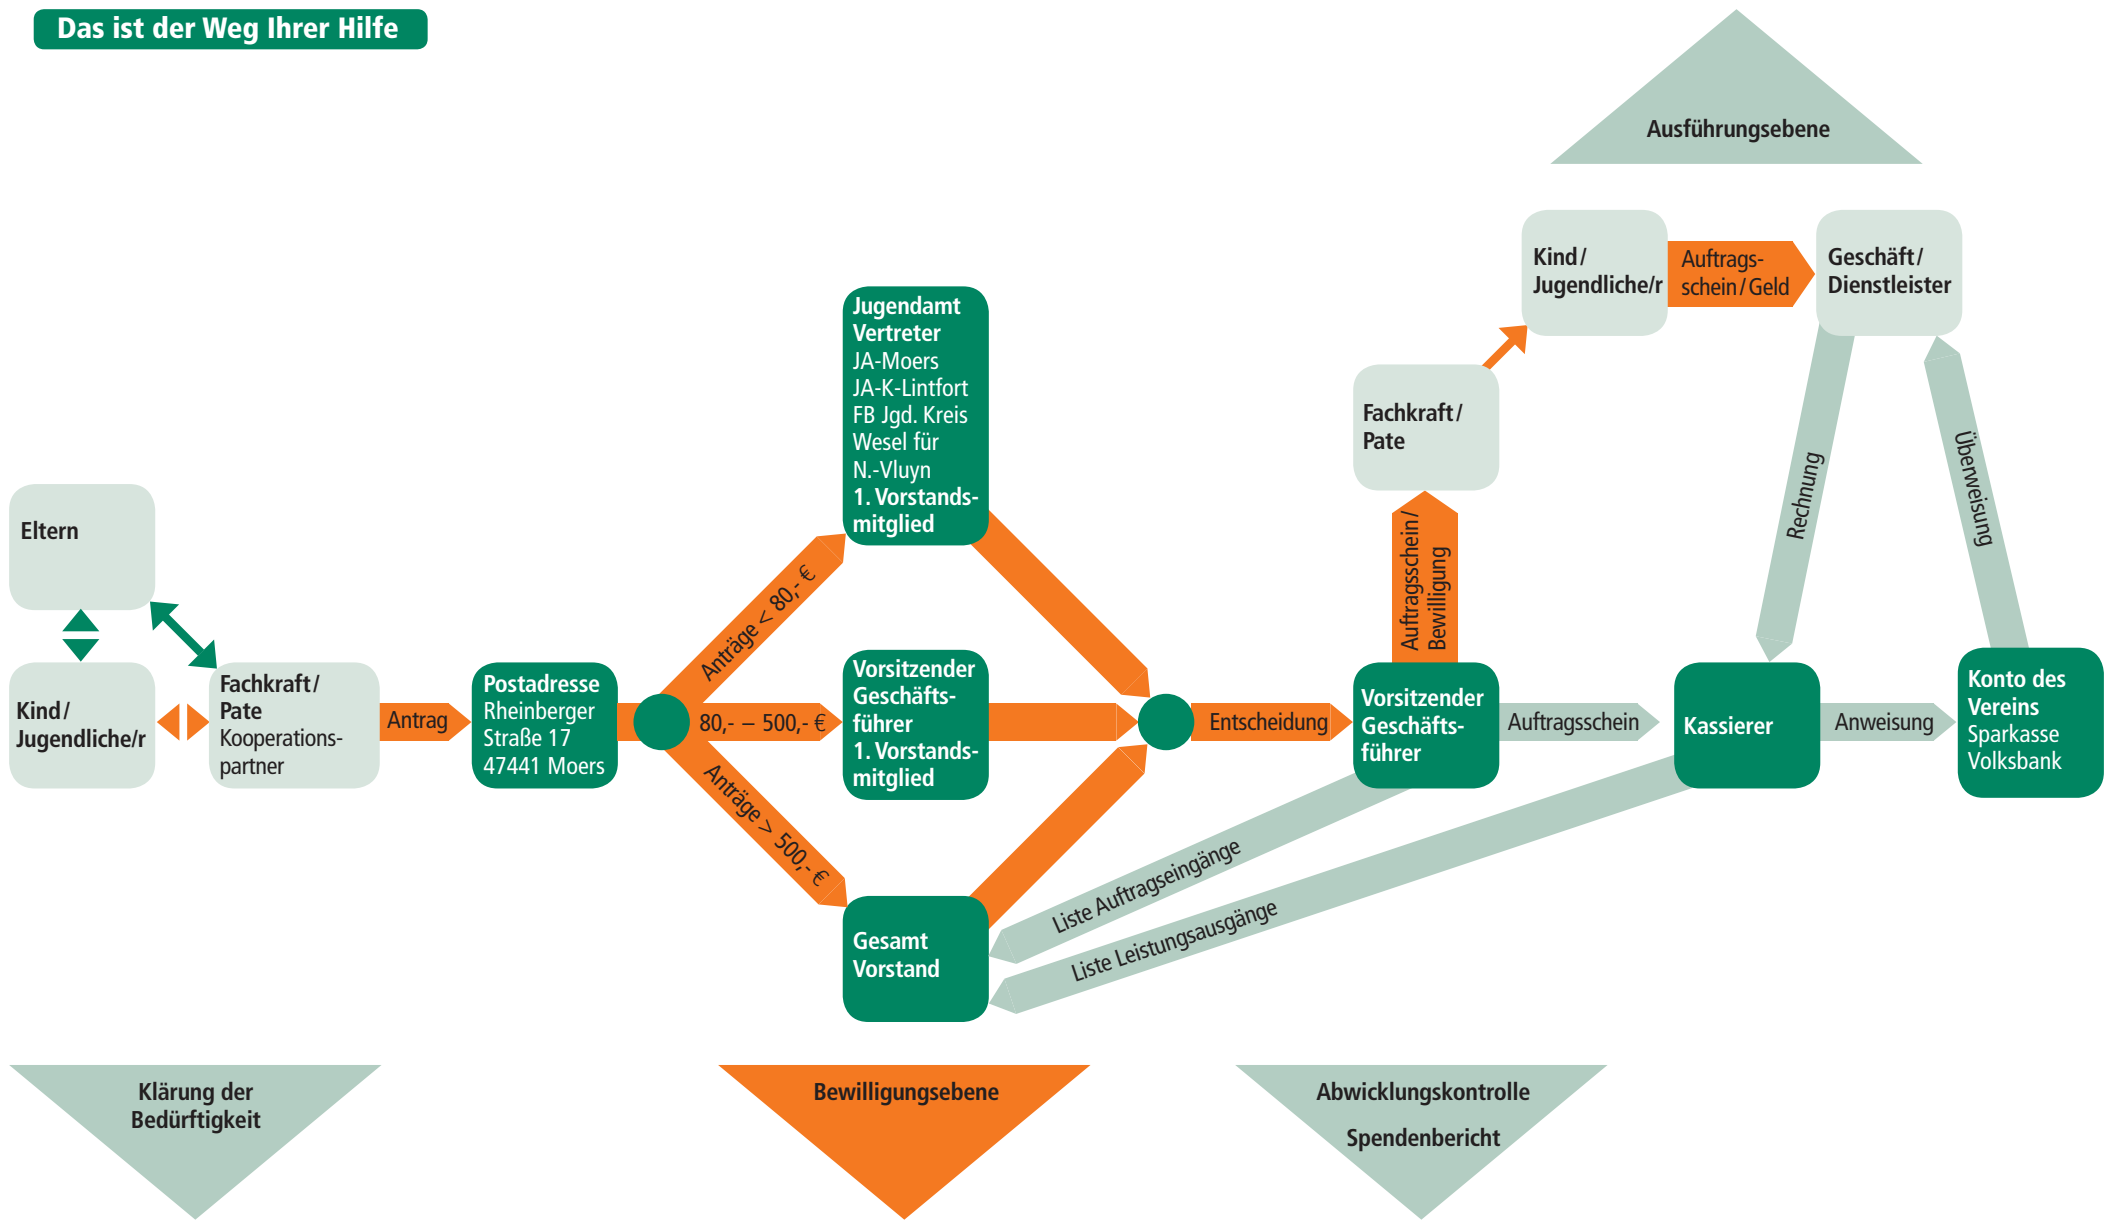 Das ist der Weg Ihrer Hilfe
Ausführungsebene
Kind/
Jugendliche/r
Auftrags-
schein/Geld
Geschäft/
Dienstleister
Jugendamt
Vertreter
JA-Moers
JA-K-Lintfort
FB Jgd. Kreis
Wesel für
N.-Vluyn
1. Vorstands-
mitglied
Fachkraft/
Pate
Rechnung
Überweisung
Eltern
Auftragsschein/
Bewilligung
Anträge < 80,- €
Kind/
Jugendliche/r
Fachkraft/
Pate
Kooperations-
partner
Antrag
Postadresse
Rheinberger
Straße 17
47441 Moers
80,- – 500,- €
Vorsitzender
Geschäfts-
führer
1. Vorstands-
mitglied
Entscheidung
Vorsitzender
Geschäfts-
führer
Auftragsschein
Kassierer
Anweisung
Konto des
Vereins
Sparkasse
Volksbank
Anträge > 500,- €
Liste Auftragseingänge
Liste Leistungsausgänge
Gesamt
Vorstand
Klärung der
Bedürftigkeit
Bewilligungsebene
Abwicklungskontrolle
Spendenbericht